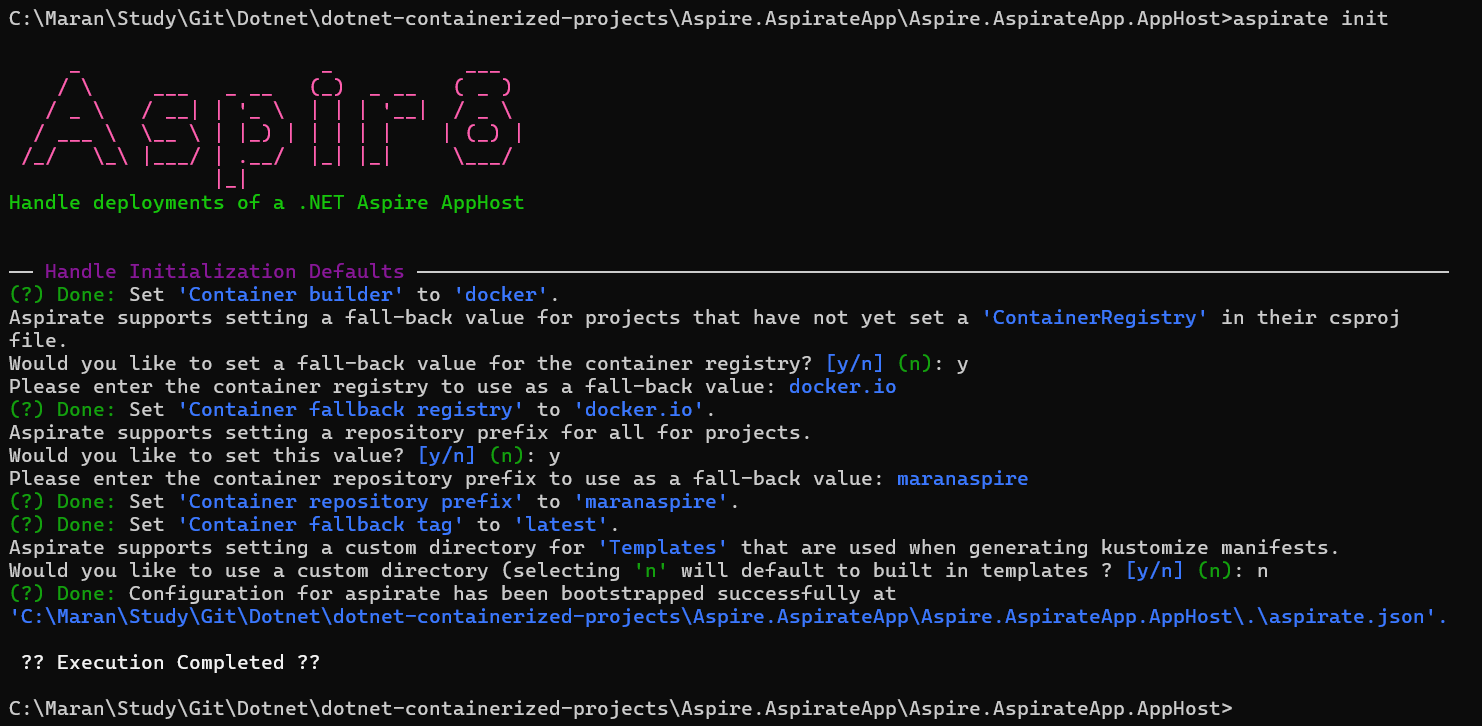 C:\Maran\Study\Git\Dotnet\dotnet-containerized-projects\Aspire.AspirateApp\Aspire.AspirateApp.AppHost>aspirate init
Aspir8
Handle deployments of a .NET Aspire AppHost
Handle Initialization Defaults
(?) Done: Set 'Container builder' to 'docker'.
Aspirate supports setting a fall-back value for projects that have not yet set a 'ContainerRegistry' in their csproj
file.
Would you like to set a fall-back value for the container registry? [y/n] (n): y
Please enter the container registry to use as a fall-back value: docker.io
(?) Done: Set 'Container fallback registry' to 'docker.io'.
Aspirate supports setting a repository prefix for all for projects.
Would you like to set this value? [y/n] (n): y
Please enter the container repository prefix to use as a fall-back value: maranaspire
(?) Done: Set 'Container repository prefix' to 'maranaspire'.
(?) Done: Set 'Container fallback tag' to 'latest'.
Aspirate supports setting a custom directory for 'Templates' that are used when generating kustomize manifests.
Would you like to use a custom directory (selecting 'n' will default to built in templates ? [y/n] (n): n
(?) Done: Configuration for aspirate has been bootstrapped successfully at
'C:\Maran\Study\Git\Dotnet\dotnet-containerized-projects\Aspire.AspirateApp\Aspire.AspirateApp.AppHost\.\aspirate.json'.
?? Execution Completed ??
C:\Maran\Study\Git\Dotnet\dotnet-containerized-projects\Aspire.AspirateApp\Aspire.AspirateApp.AppHost>